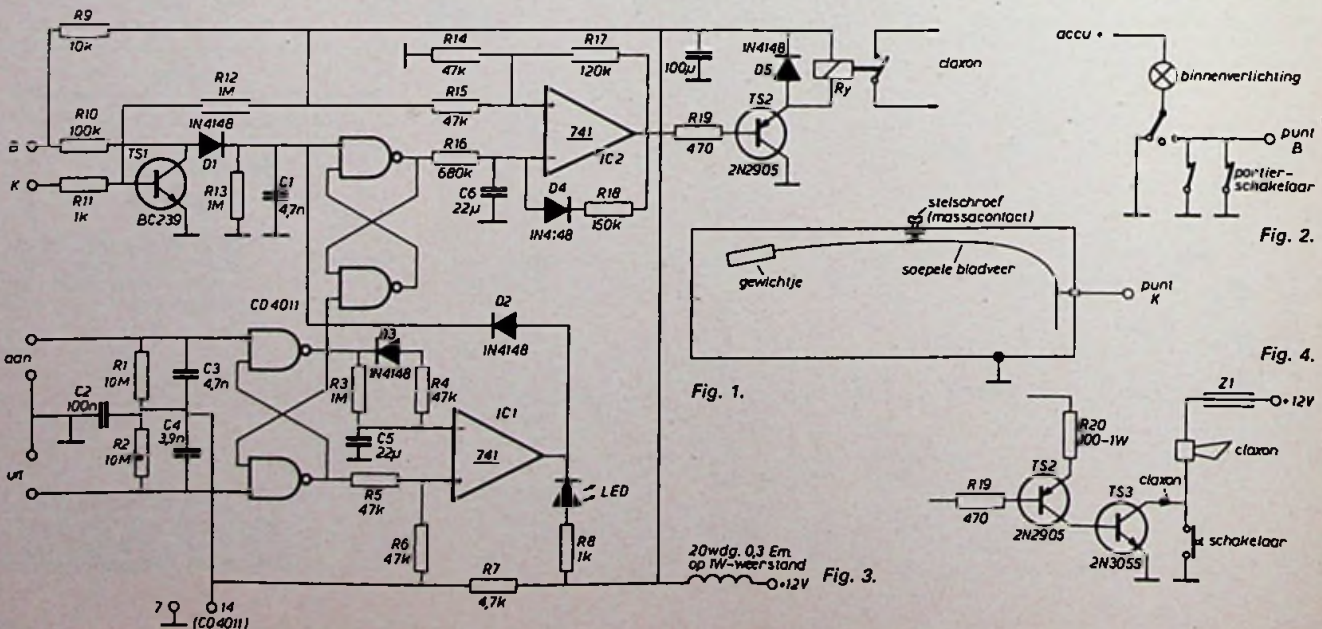 R9
10k
R12
1M
R10
100k
1N4148
D1
TS1
B
K
R11
1k
BC239
R13
1M
C1
4,7n
R14
47k
R17
120k
R15
47k
R16
680k
C6
22µ
741
IC2
D4
1N4148
R18
150k
100µ
1N4148
D5
Ry
claxon
TS2
R19
470
2N2905
accu +
binnenverlichting
punt
B
portier-
schakelaar
Fig. 2.
stelschroef
(massacontact)
gewichtje
soepele bladveer
punt
K
Fig. 1.
Fig. 4.
CD4011
D2
1N4148
aan
uit
R1
10M
C3
4,7n
C2
100n
R2
10M
C4
3,9n
D3
1N4148
R3
1M
R4
47k
C5
22µ
IC1
741
R5
47k
R6
47k
LED
R8
1k
R7
4,7k
20wdg. 0,3 Em.
op 1W-weerstand
+12V
Fig. 3.
7
14
(CD4011)
R20
100-1W
R19
470
TS2
2N2905
TS3
2N3055
claxon
Z1
+12V
claxon
schakelaar